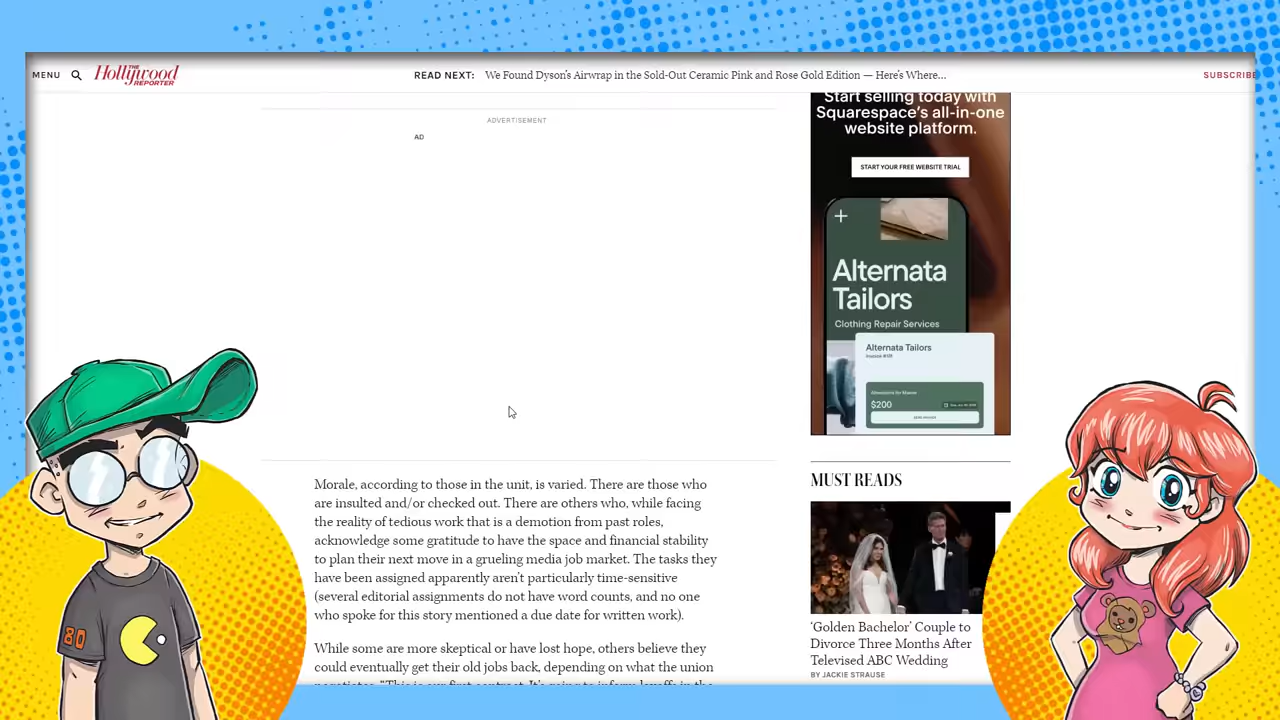 MENU
THE
Hollywood
REPORTER
READ NEXT: We Found Dyson's Airwrap in the Sold-Out Ceramic Pink and Rose Gold Edition — Here's Where...
SUBSCRIBE
ADVERTISEMENT
AD
Start selling today with
Squarespace's all-in-one
website platform.
START YOUR FREE WEBSITE TRIAL
Alternata
Tailors
Clothing Repair Services
Alternata Tailors
$200
Morale, according to those in the unit, is varied. There are those who
are insulted and/or checked out. There are others who, while facing
the reality of tedious work that is a demotion from past roles,
acknowledge some gratitude to have the space and financial stability
to plan their next move in a grueling media job market. The tasks they
have been assigned apparently aren't particularly time-sensitive
(several editorial assignments do not have word counts, and no one
who spoke for this story mentioned a due date for written work).
While some are more skeptical or have lost hope, others believe they
could eventually get their old jobs back, depending on what the union
negotiates. "This is our first contract. It's going to inform layoffs in the
MUST READS
'Golden Bachelor' Couple to
Divorce Three Months After
Televised ABC Wedding
BY JACKIE STRAUSE
80